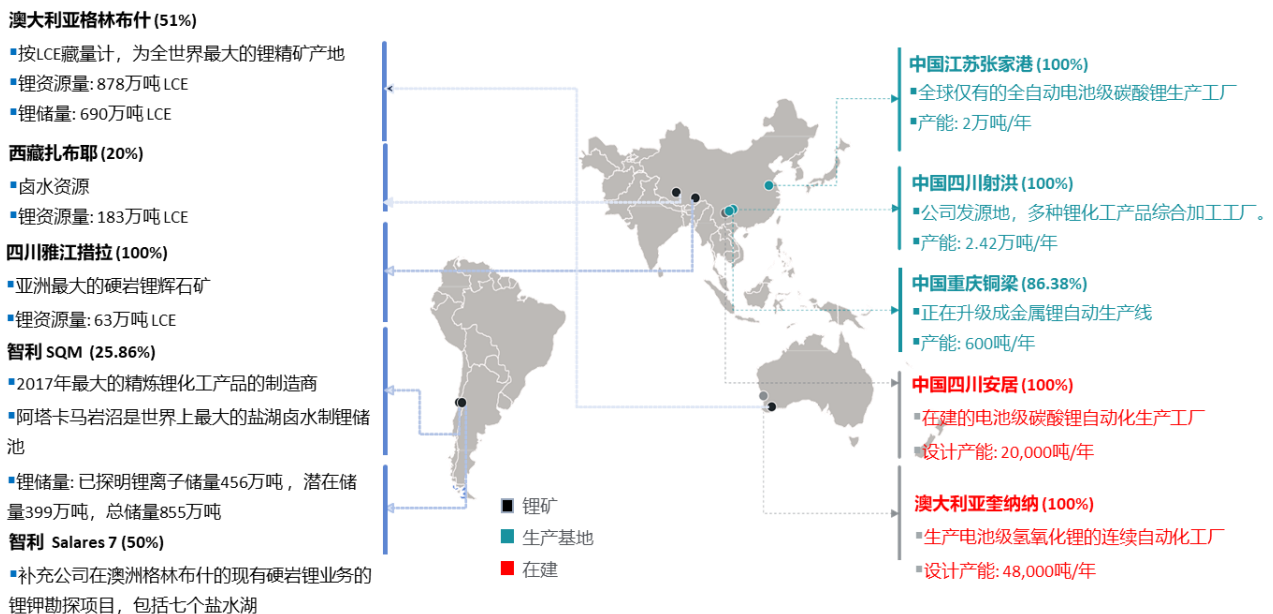 澳大利亚格林布什 (51%)
▪按LCE藏量计，为全世界最大的锂精矿产地
▪锂资源量: 878万吨 LCE
▪锂储量: 690万吨 LCE
西藏扎布耶 (20%)
▪卤水资源
▪锂资源量: 183万吨 LCE
四川雅江措拉 (100%)
▪亚洲最大的硬岩锂辉石矿
▪锂资源量: 63万吨 LCE
智利 SQM (25.86%)
▪2017年最大的精炼锂化工产品的制造商
▪阿塔卡马岩沼是世界上最大的盐湖卤水制锂储
池
▪锂储量: 已探明锂离子储量456万吨 ，潜在储
量399万吨，总储量855万吨
智利 Salares 7 (50%)
▪补充公司在澳洲格林布什的现有硬岩锂业务的
锂钾勘探项目，包括七个盐水湖
锂矿
生产基地
在建
中国江苏张家港 (100%)
▪全球仅有的全自动电池级碳酸锂生产工厂
▪产能: 2万吨/年
中国四川射洪 (100%)
▪公司发源地，多种锂化工产品综合加工工厂。
▪产能: 2.42万吨/年
中国重庆铜梁 (86.38%)
▪正在升级成金属锂自动生产线
▪产能: 600吨/年
中国四川安居 (100%)
▪在建的电池级碳酸锂自动化生产工厂
▪设计产能: 20,000吨/年
澳大利亚奎纳纳 (100%)
▪生产电池级氢氧化锂的连续自动化工厂
▪设计产能: 48,000吨/年